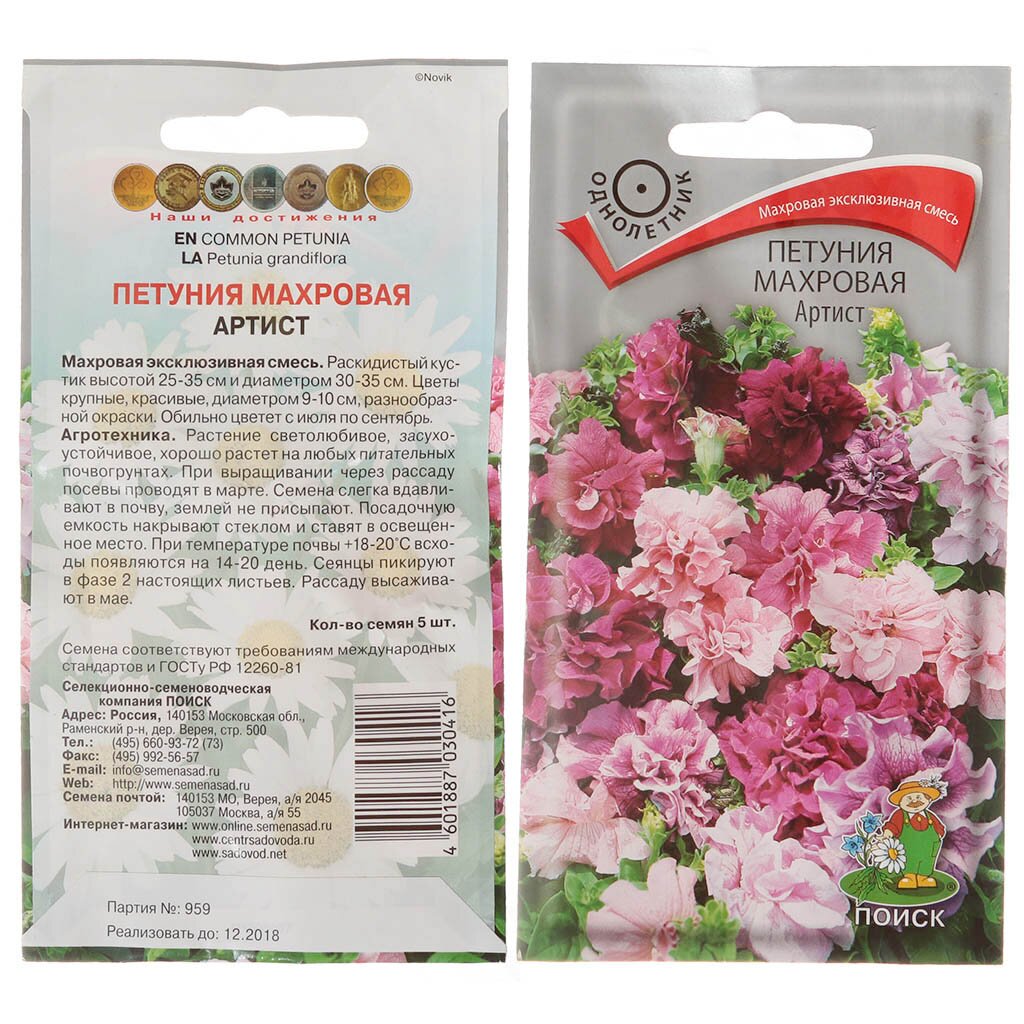 ©Novik
Наши достижения
EN COMMON PETUNIA
LA Petunia grandiflora
ПЕТУНИЯ МАХРОВАЯ
АРТИСТ
Махровая эксклюзивная смесь. Раскидистый кус-
тик высотой 25-35 см и диаметром 30-35 см. Цветы
крупные, красивые, диаметром 9-10 см, разнообраз-
ной окраски. Обильно цветет с июля по сентябрь.
Агротехника. Растение светолюбивое, засухо-
устойчивое, хорошо растет на любых питательных
почвогрунтах. При выращивании через рассаду
посевы проводят в марте. Семена слегка вдавли-
вают в почву, землей не присыпают. Посадочную
емкость накрывают стеклом и ставят в освещен-
ное место. При температуре почвы +18-20°С всхо-
ды появляются на 14-20 день. Сеянцы пикируют
в фазе 2 настоящих листьев. Рассаду высажива-
ют в мае.
Кол-во семян 5 шт.
Семена соответствуют требованиям международных
стандартов и ГОСТу РФ 12260-81
Селекционно-семеноводческая
компания ПОИСК
Адрес: Россия, 140153 Московская обл.,
Раменский р-н, дер. Верея, стр. 500
Тел.: (495) 660-93-72 (73)
Факс: (495) 992-56-57
E-mail: info@semenasad.ru
Web: http://www.semenasad.ru
Семена почтой: 140153 МО, Верея, а/я 2045
105037 Москва, а/я 55
Интернет-магазин: www.online.semenasad.ru
www.centrsadovoda.ru
www.sadovod.net
4 601887 030416
Партия №: 959
Реализовать до: 12.2018
ОДНОЛЕТНИК
Махровая эксклюзивная смесь
ПЕТУНИЯ
МАХРОВАЯ
Артист
ПОИСК